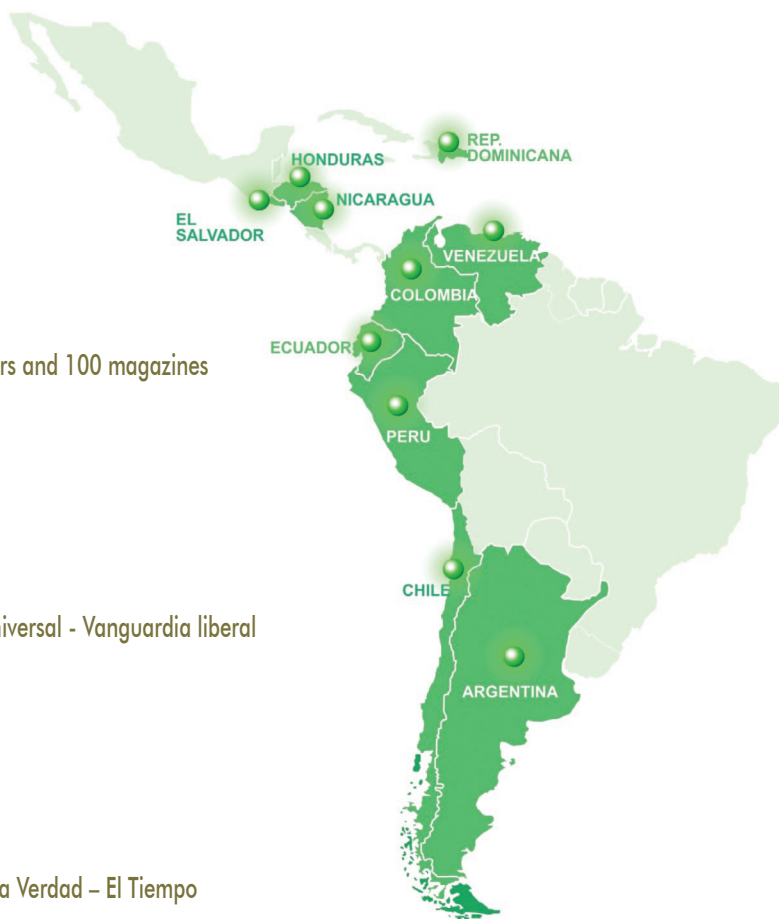 REP.
DOMINICANA
HONDURAS
NICARAGUA
EL
SALVADOR
VENEZUELA
COLOMBIA
ECUADOR
rs and 100 magazines
PERU
CHILE
iversal - Vanguardia liberal
ARGENTINA
a Verdad – El Tiempo